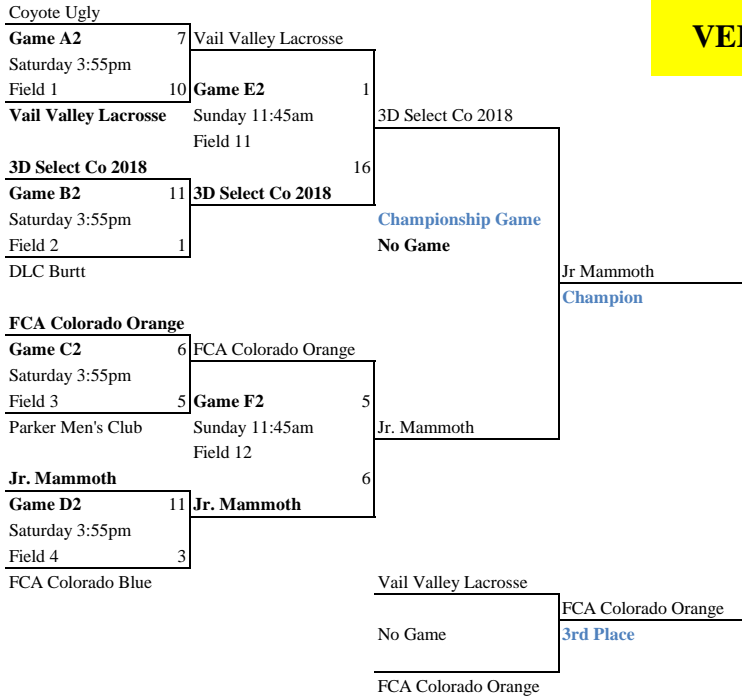 Coyote Ugly
Game A2 7 Vail Valley Lacrosse
Saturday 3:55pm
Field 1 10 Game E2 1
Vail Valley Lacrosse Sunday 11:45am 3D Select Co 2018
Field 11
3D Select Co 2018 16
Game B2 11 3D Select Co 2018
Saturday 3:55pm Championship Game
Field 2 1 No Game
DLC Burtt Jr Mammoth
Champion
FCA Colorado Orange
Game C2 6 FCA Colorado Orange
Saturday 3:55pm
Field 3 5 Game F2 5
Parker Men's Club Sunday 11:45am Jr. Mammoth
Field 12
Jr. Mammoth 6
Game D2 11 Jr. Mammoth
Saturday 3:55pm
Field 4 3
FCA Colorado Blue Vail Valley Lacrosse
FCA Colorado Orange
No Game 3rd Place
FCA Colorado Orange